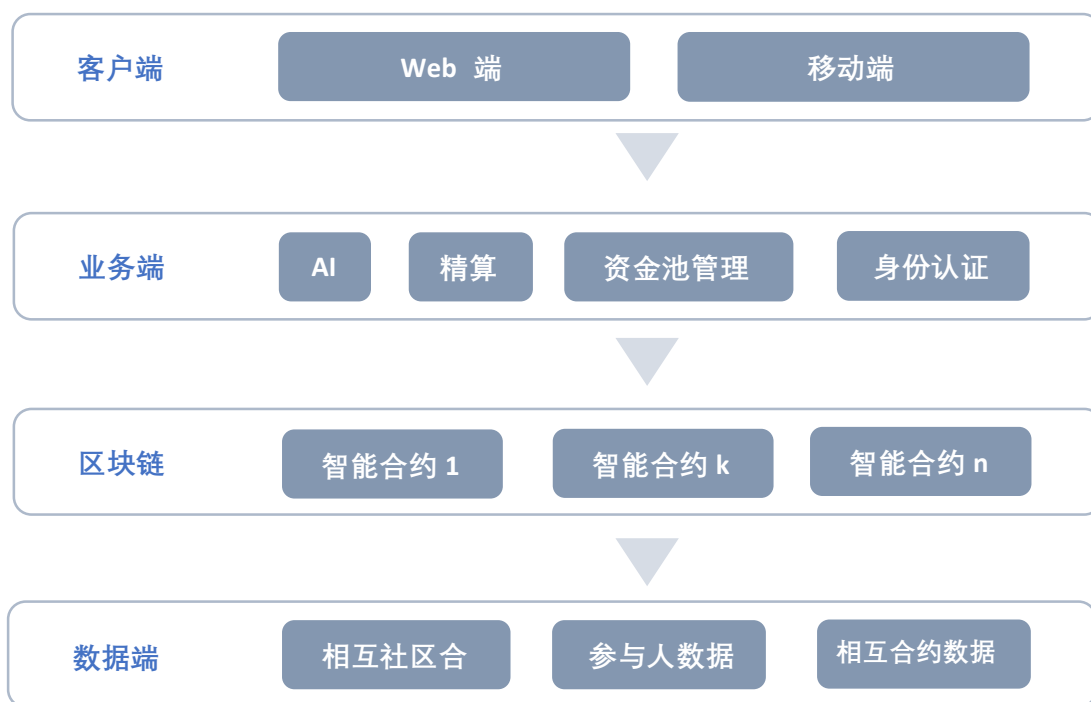 客户端 Web 端 移动端
业务端 AI 精算 资金池管理 身份认证
区块链 智能合约 1 智能合约 k 智能合约 n
数据端 相互社区合 参与人数据 相互合约数据